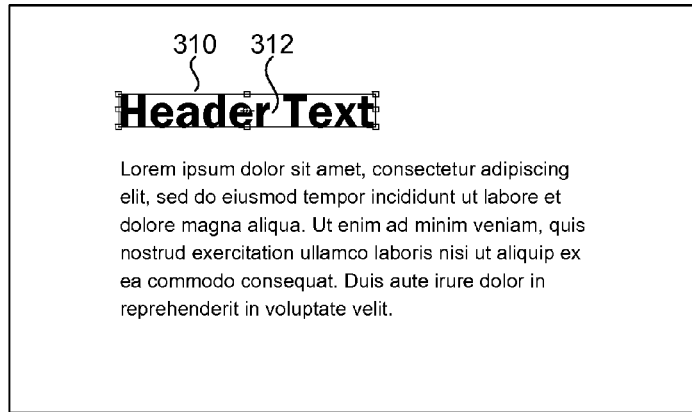 310 312
Header Text
Lorem ipsum dolor sit amet, consectetur adipiscing
elit, sed do eiusmod tempor incididunt ut labore et
dolore magna aliqua. Ut enim ad minim veniam, quis
nostrud exercitation ullamco laboris nisi ut aliquip ex
ea commodo consequat. Duis aute irure dolor in
reprehenderit in voluptate velit.